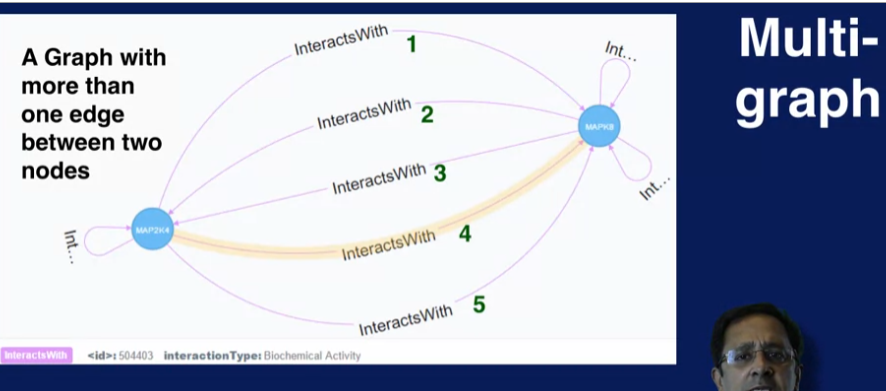 Multi-
graph
A Graph with
more than
one edge
between two
nodes
InteractsWith 1
InteractsWith 2
InteractsWith 3
InteractsWith 4
InteractsWith 5
Int...
Int...
Int...
MAPK8
MAP2K4
InteractsWith <id>: 504403 interactionType: Biochemical Activity